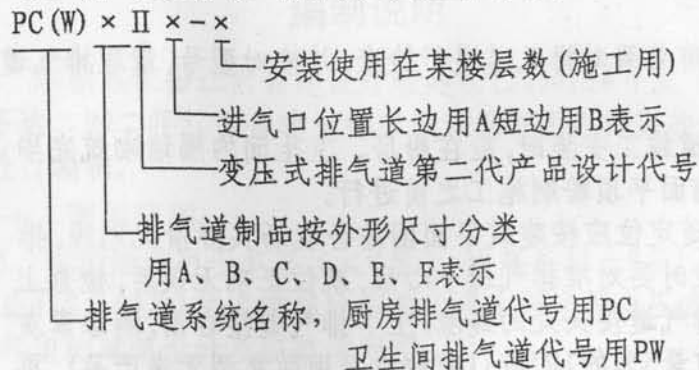 PC(W)×Ⅱ×-×
安装使用在某楼层数(施工用)
进气口位置长边用A短边用B表示
变压式排气道第二代产品设计代号
排气道制品按外形尺寸分类
用A、B、C、D、E、F表示
排气道系统名称，厨房排气道代号用PC
卫生间排气道代号用PW